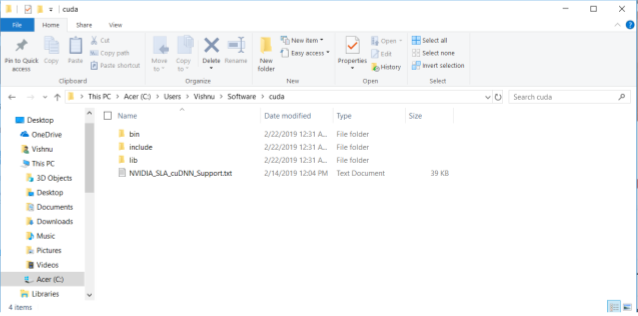 cuda
File Home Share View
Pin to Quick access
Copy
Paste
Cut
Copy path
Paste shortcut
Clipboard
Move to
Copy to
Delete
Rename
Organize
New folder
New item
Easy access
New
Properties
Open
Edit
History
Open
Select all
Select none
Invert selection
Select
This PC > Acer (C:) > Users > Vishnu > Software > cuda
Search cuda
Name Date modified Type Size
bin 2/22/2019 12:31 A... File folder
include 2/22/2019 12:31 A... File folder
lib 2/22/2019 12:31 A... File folder
NVIDIA_SLA_cuDNN_Support.txt 2/14/2019 12:04 PM Text Document 39 KB
Desktop
OneDrive
Vishnu
This PC
3D Objects
Desktop
Documents
Downloads
Music
Pictures
Videos
Acer (C:)
Libraries
4 items